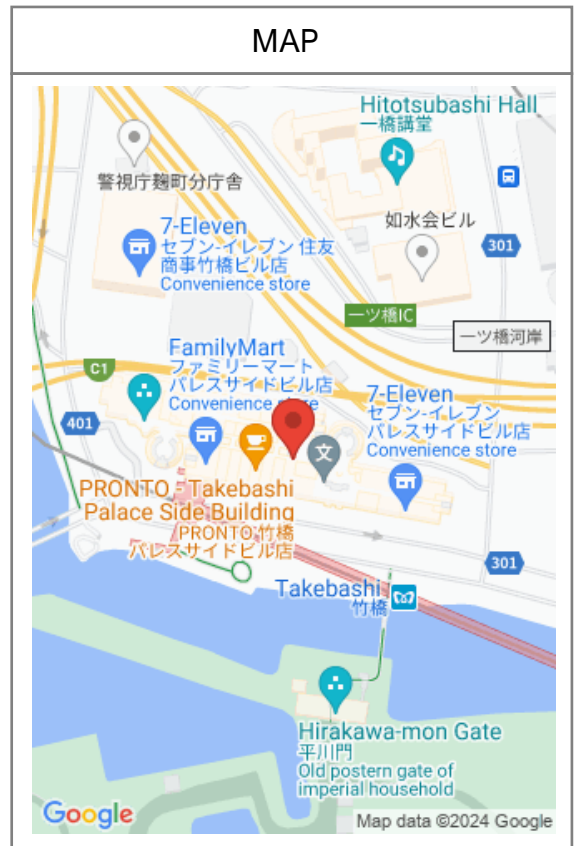 MAP
Hitotsubashi Hall
一橋講堂
警視庁麹町分庁舎
7-Eleven
セブン-イレブン 住友
商事竹橋ビル店
Convenience store
如水会ビル
301
一ツ橋IC
一ツ橋河岸
C1
FamilyMart
ファミリーマート
パレスサイドビル店
Convenience store
7-Eleven
セブン-イレブン
パレスサイドビル店
Convenience store
401
文
PRONTO - Takebashi
Palace Side Building
PRONTO 竹橋
パレスサイドビル店
301
Takebashi
竹橋
Hirakawa-mon Gate
平川門
Old postern gate of
imperial household
Google
Map data ©2024 Google